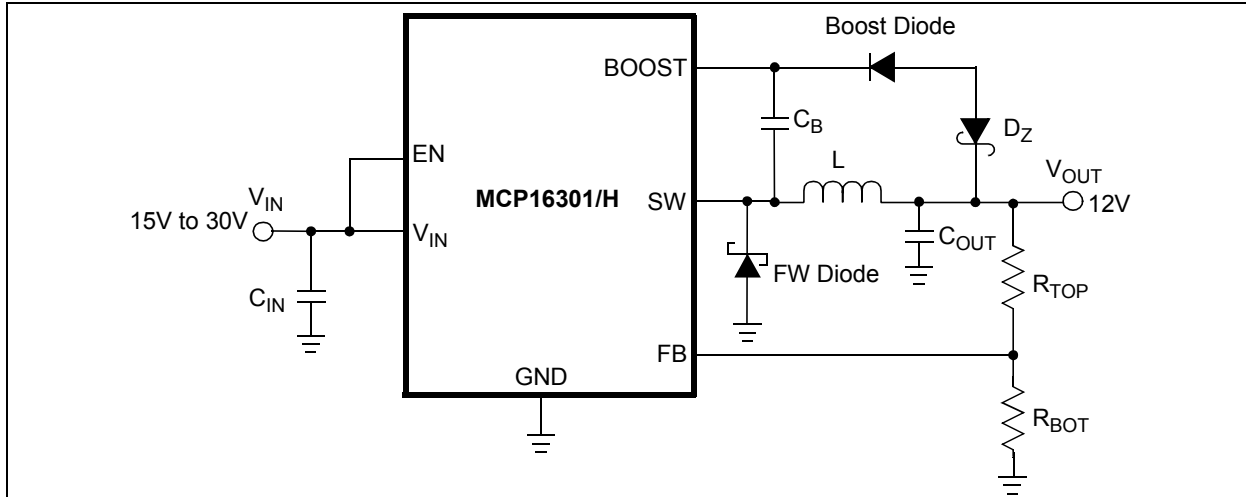 Boost Diode
BOOST
C_B
D_Z
EN
L
V_OUT
V_IN
MCP16301/H
SW
12V
15V to 30V
V_IN
C_OUT
FW Diode
R_TOP
C_IN
FB
GND
R_BOT